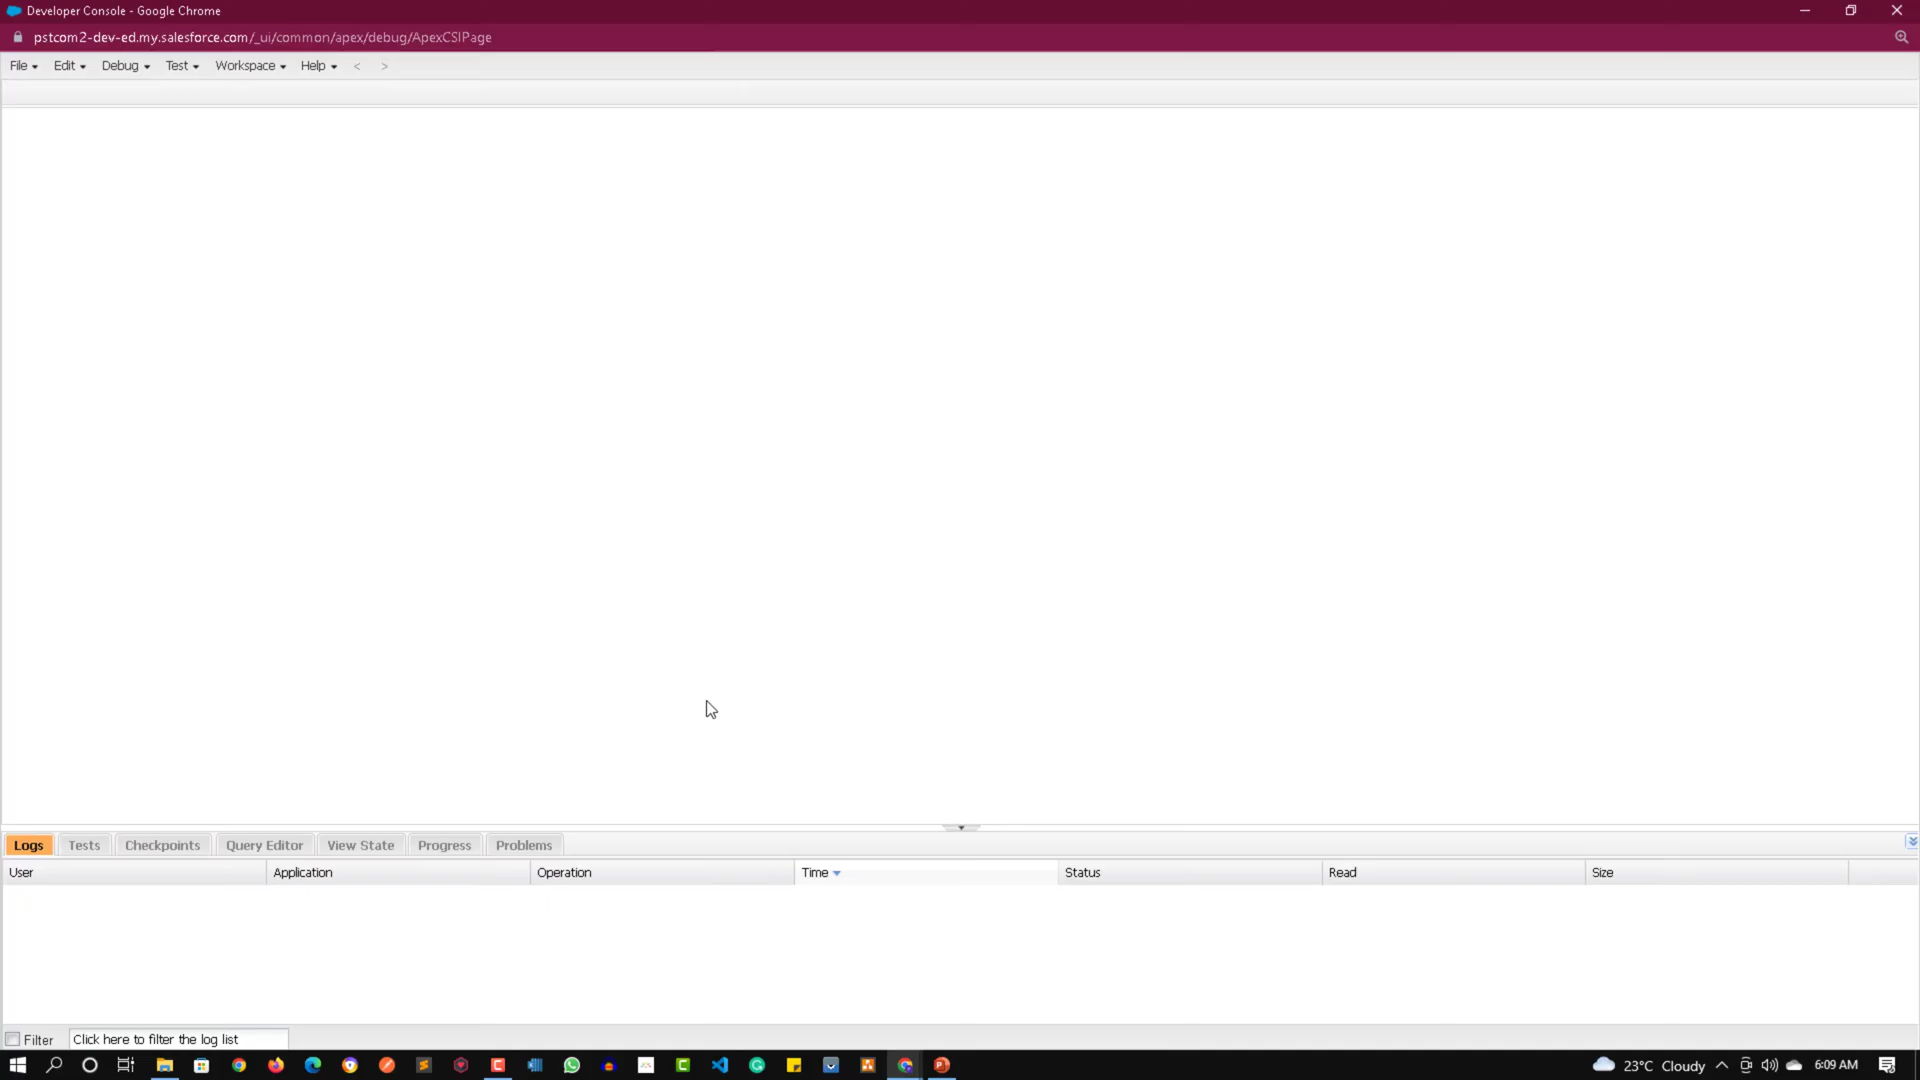 Developer Console - Google Chrome
pstcom2-dev-ed.my.salesforce.com/_ui/common/apex/debug/ApexCSIPage
File Edit Debug Test Workspace Help < >
Logs Tests Checkpoints Query Editor View State Progress Problems
User Application Operation Time Status Read Size
Filter Click here to filter the log list
23°C Cloudy 6:09 AM